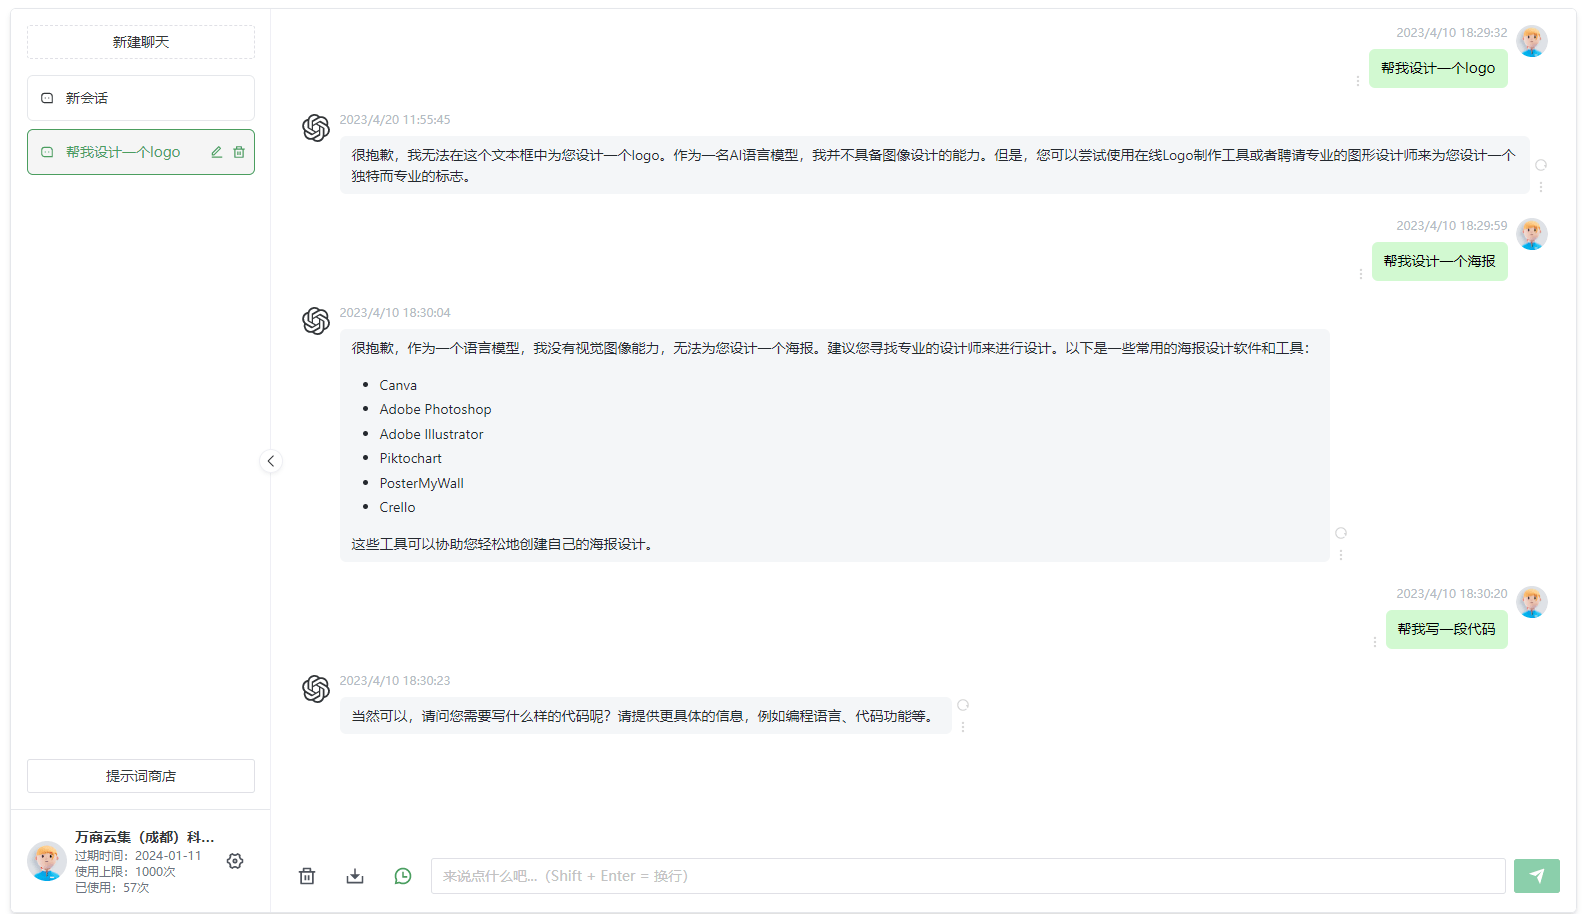 新建聊天
新会话
帮我设计一个logo
提示词商店
万商云集（成都）科...
过期时间：2024-01-11
使用上限：1000次
已使用：57次
2023/4/10 18:29:32
帮我设计一个logo
2023/4/20 11:55:45
很抱歉，我无法在这个文本框中为您设计一个logo。作为一名AI语言模型，我并不具备图像设计的能力。但是，您可以尝试使用在线Logo制作工具或者聘请专业的图形设计师来为您设计一个
独特而专业的标志。
2023/4/10 18:29:59
帮我设计一个海报
2023/4/10 18:30:04
很抱歉，作为一个语言模型，我没有视觉图像能力，无法为您设计一个海报。建议您寻找专业的设计师来进行设计。以下是一些常用的海报设计软件和工具：
• Canva
• Adobe Photoshop
• Adobe Illustrator
• Piktochart
• PosterMyWall
• Crello
这些工具可以协助您轻松地创建自己的海报设计。
2023/4/10 18:30:20
帮我写一段代码
2023/4/10 18:30:23
当然可以，请问您需要写什么样的代码呢？请提供更具体的信息，例如编程语言、代码功能等。
来说点什么吧...（Shift + Enter = 换行）